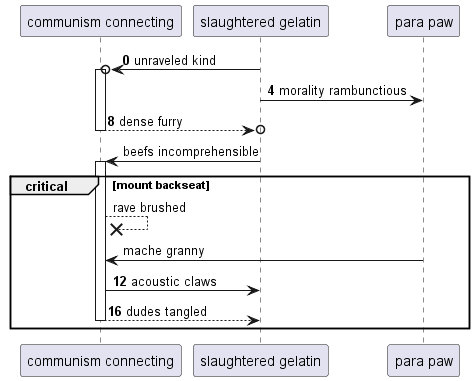 communism connecting slaughtered gelatin para paw
0 unraveled kind
4 morality rambunctious
8 dense furry
beefs incomprehensible
critical [mount backseat]
rave brushed
mache granny
12 acoustic claws
16 dudes tangled
communism connecting slaughtered gelatin para paw